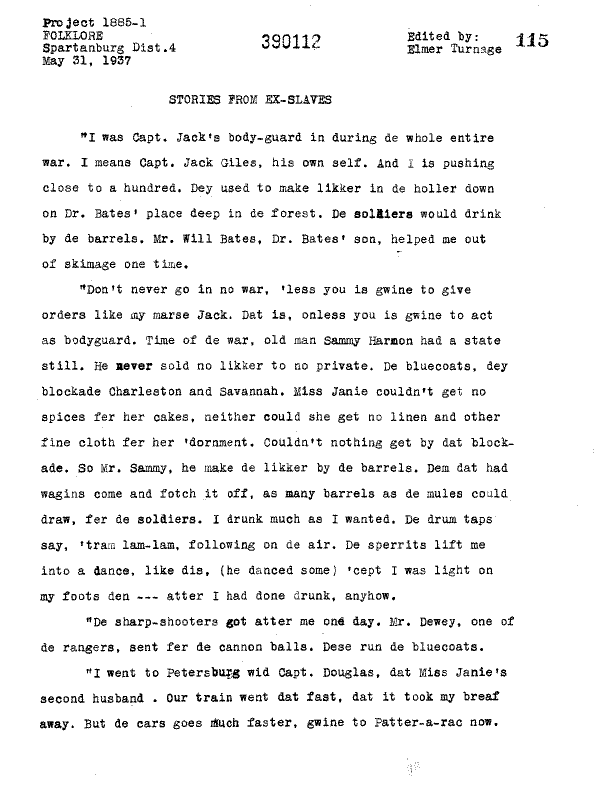 Project 1885-1
FOLKLORE
Spartanburg Dist.4
May 31, 1937
390112
Edited by:
Elmer Turnage
115
STORIES FROM EX-SLAVES
"I was Capt. Jack's body-guard in during de whole entire
war. I means Capt. Jack Giles, his own self. And I is pushing
close to a hundred. Dey used to make likker in de holler down
on Dr. Bates' place deep in de forest. De soldiers would drink
by de barrels. Mr. Will Bates, Dr. Bates' son, helped me out
of skimage one time.
"Don't never go in no war, 'less you is gwine to give
orders like my marse Jack. Dat is, onless you is gwine to act
as bodyguard. Time of de war, old man Sammy Harmon had a state
still. He never sold no likker to no private. De bluecoats, dey
blockade Charleston and Savannah. Miss Janie couldn't get no
spices fer her cakes, neither could she get no linen and other
fine cloth fer her 'dornment. Couldn't nothing get by dat block-
ade. So Mr. Sammy, he make de likker by de barrels. Dem dat had
wagins come and fotch it off, as many barrels as de mules could
draw, fer de soldiers. I drunk much as I wanted. De drum taps
say, 'tram lam-lam, following on de air. De sperrits lift me
into a dance, like dis, (he danced some) 'cept I was light on
my foots den --- atter I had done drunk, anyhow.
"De sharp-shooters got atter me one day. Mr. Dewey, one of
de rangers, sent fer de cannon balls. Dese run de bluecoats.
"I went to Petersburg wid Capt. Douglas, dat Miss Janie's
second husband . Our train went dat fast, dat it took my breaf
away. But de cars goes much faster, gwine to Patter-a-rac now.